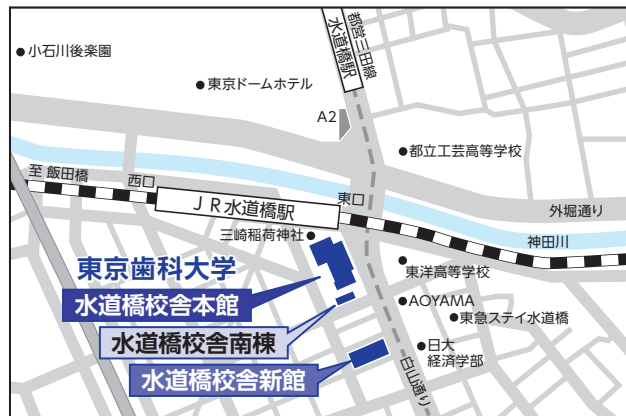 小石川後楽園
東京ドームホテル
都営三田線
水道橋駅
A2
都立工芸高等学校
至 飯田橋
西口
JR水道橋駅
東口
外堀通り
神田川
三崎稲荷神社
東京歯科大学
水道橋校舎本館
水道橋校舎南棟
水道橋校舎新館
東洋高等学校
AOYAMA
東急ステイ水道橋
日大
経済学部
白山通り